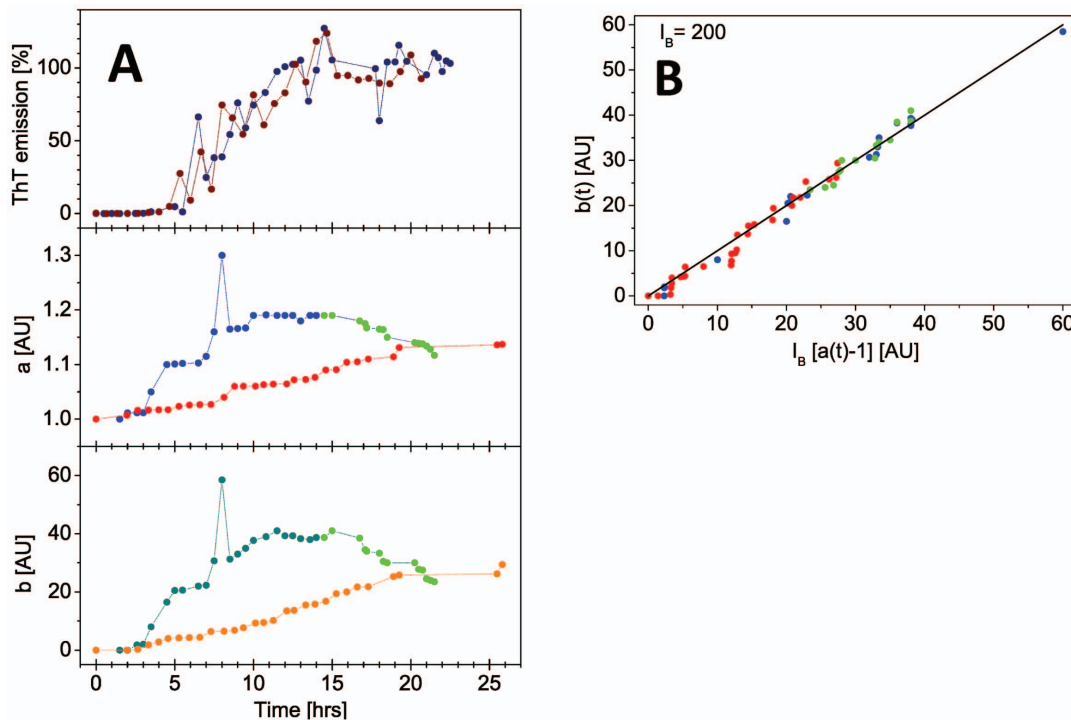 A
ThT emission [%]
100
50
0
a [AU]
1.3
1.2
1.1
1.0
b [AU]
60
40
20
0
0 5 10 15 20 25
Time [hrs]
B
I_B = 200
b(t) [AU]
60
50
40
30
20
10
0
0 10 20 30 40 50 60
I_B [a(t)-1] [AU]